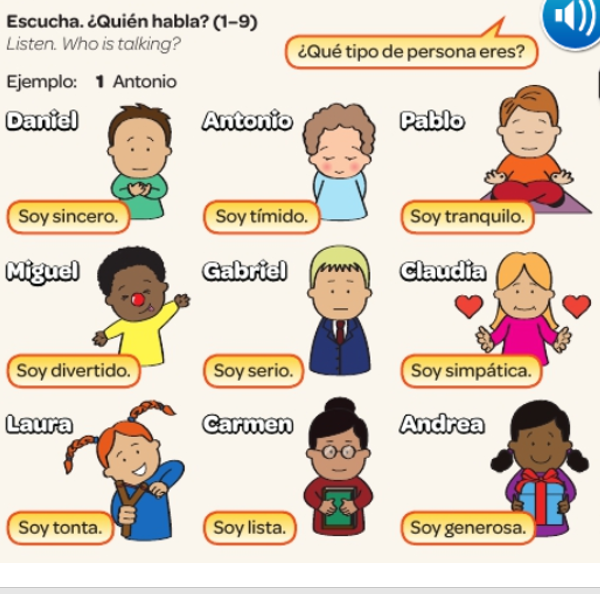 Escucha. ¿Quién habla? (1–9)
Listen. Who is talking?
¿Qué tipo de persona eres?
Ejemplo: 1 Antonio
Daniel
Antonio
Pablo
Soy sincero.
Soy tímido.
Soy tranquilo.
Miguel
Gabriel
Claudia
Soy divertido.
Soy serio.
Soy simpática.
Laura
Carmen
Andrea
Soy tonta.
Soy lista.
Soy generosa.